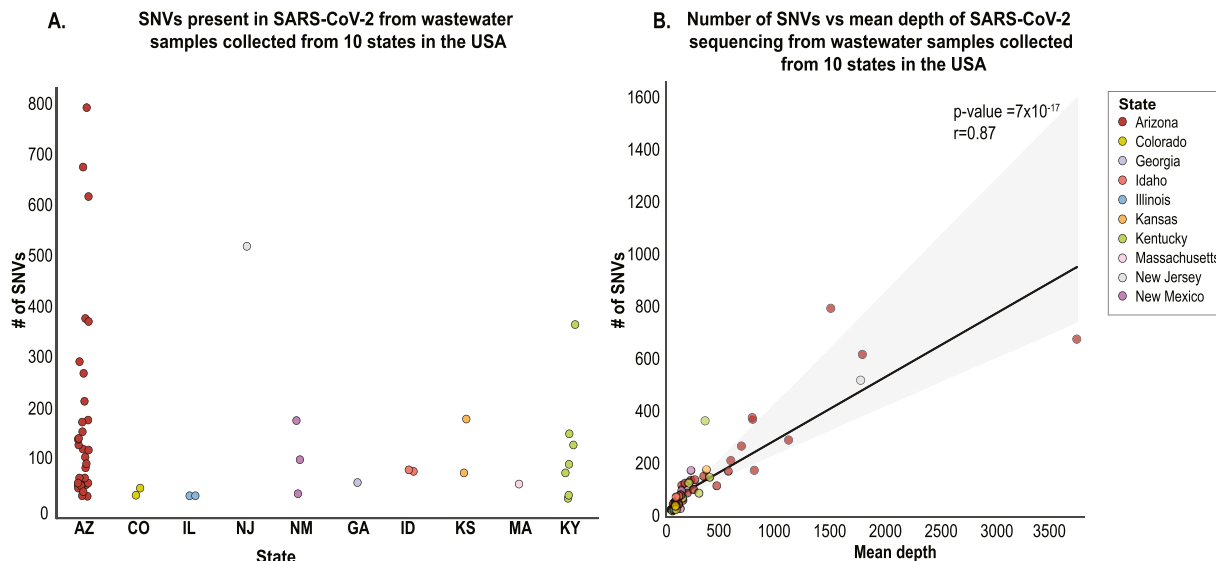 A.
SNVs present in SARS-CoV-2 from wastewater
samples collected from 10 states in the USA
# of SNVs
800
700
600
500
400
300
200
100
0
AZ CO IL NJ NM GA ID KS MA KY
State
B.
Number of SNVs vs mean depth of SARS-CoV-2
sequencing from wastewater samples collected
from 10 states in the USA
p-value =7x10⁻¹⁷
r=0.87
# of SNVs
1600
1400
1200
1000
800
600
400
200
0
0 500 1000 1500 2000 2500 3000 3500
Mean depth
State
Arizona
Colorado
Georgia
Idaho
Illinois
Kansas
Kentucky
Massachusetts
New Jersey
New Mexico